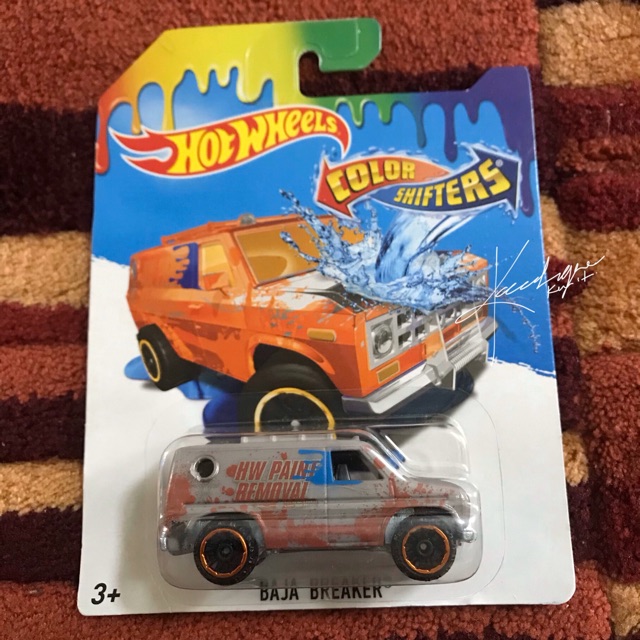 HOT WHEELS
COLOR
SHIFTERS
HW PAINT
REMOVAL
BAJA BREAKER
3+